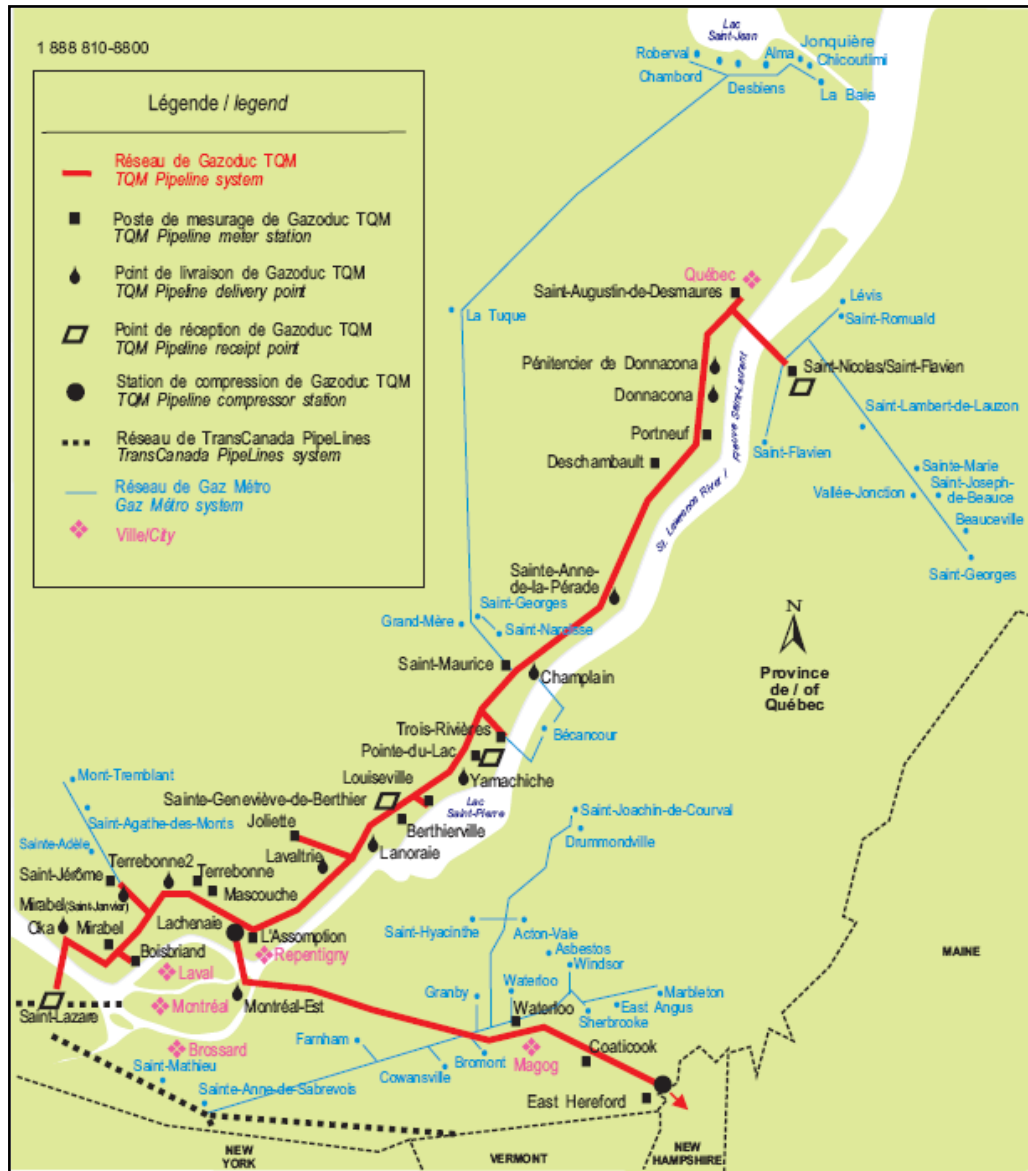 1 888 810-8800
Légende / legend
Réseau de Gazoduc TQM
TQM Pipeline system
Poste de mesurage de Gazoduc TQM
TQM Pipeline meter station
Point de livraison de Gazoduc TQM
TQM Pipeline delivery point
Point de réception de Gazoduc TQM
TQM Pipeline receipt point
Station de compression de Gazoduc TQM
TQM Pipeline compressor station
Réseau de TransCanada PipeLines
TransCanada PipeLines system
Réseau de Gaz Métro
Gaz Métro system
Ville/City
Lac
Saint-Jean
Roberval
Alma
Jonquière
Chicoutimi
Chambord
Desbiens
La Baie
La Tuque
Québec
Saint-Augustin-de-Desmaures
Lévis
Saint-Romuald
Pénitencier de Donnacona
Saint-Nicolas/Saint-Flavien
Donnacona
Saint-Lambert-de-Lauzon
Portneuf
Saint-Flavien
Deschambault
St. Lawrence River / Fleuve Saint-Laurent
Sainte-Marie
Saint-Joseph-
de-Beauce
Vallée-Jonction
Beauceville
Saint-Georges
Sainte-Anne-
de-la-Pérade
Saint-Georges
Grand-Mère
Saint-Narcisse
N
Province
de / of
Québec
Saint-Maurice
Champlain
Trois-Rivières
Bécancour
Pointe-du-Lac
Louiseville
Yamachiche
Mont-Tremblant
Sainte-Geneviève-de-Berthier
Lac
Saint-Pierre
Saint-Agathe-des-Monts
Joliette
Berthierville
Saint-Joachin-de-Courval
Drummondville
Sainte-Adèle
Lanoraie
Terrebonne2
Lavaltrie
Saint-Jérôme
Terrebonne
Mascouche
Mirabel(Saint-Janvier)
Oka
Mirabel
Lachenaie
L'Assomption
Saint-Hyacinthe
Acton-Vale
Boisbriand
Repentigny
Asbestos
Laval
Windsor
MAINE
Montréal
Montréal-Est
Granby
Waterloo
Waterloo
Marbleton
East Angus
Sherbrooke
Saint-Lazare
Brossard
Farnham
Bromont
Magog
Coaticook
Saint-Mathieu
Cowansville
Sainte-Anne-de-Sabrevois
East Hereford
NEW
YORK
VERMONT
NEW
HAMPSHIRE